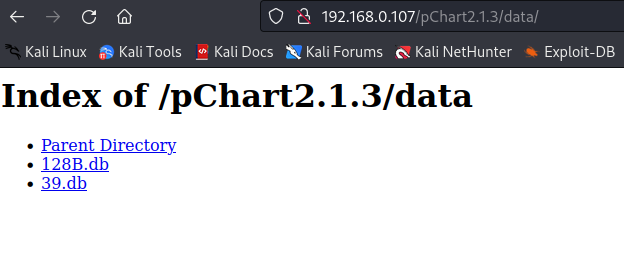 192.168.0.107/pChart2.1.3/data/
Kali Linux Kali Tools Kali Docs Kali Forums Kali NetHunter Exploit-DB
Index of /pChart2.1.3/data
• Parent Directory
• 128B.db
• 39.db